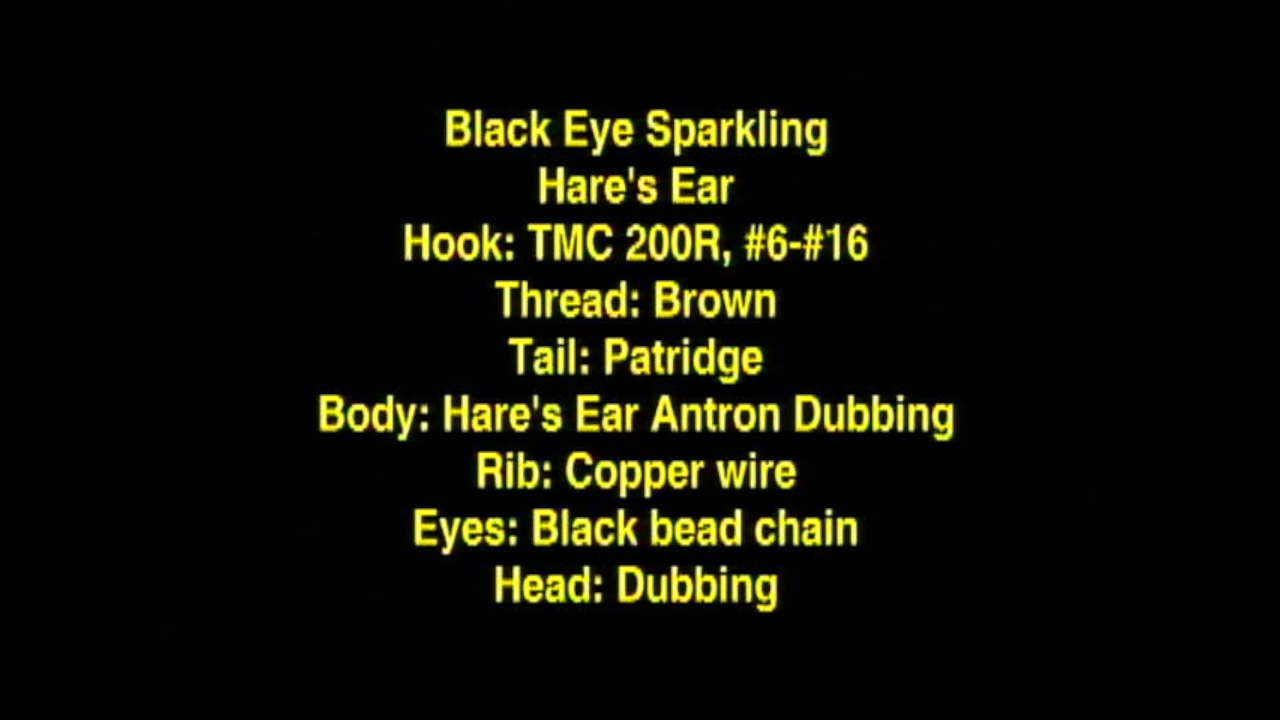 Black Eye Sparkling
Hare's Ear
Hook: TMC 200R, #6-#16
Thread: Brown
Tail: Patridge
Body: Hare's Ear Antron Dubbing
Rib: Copper wire
Eyes: Black bead chain
Head: Dubbing